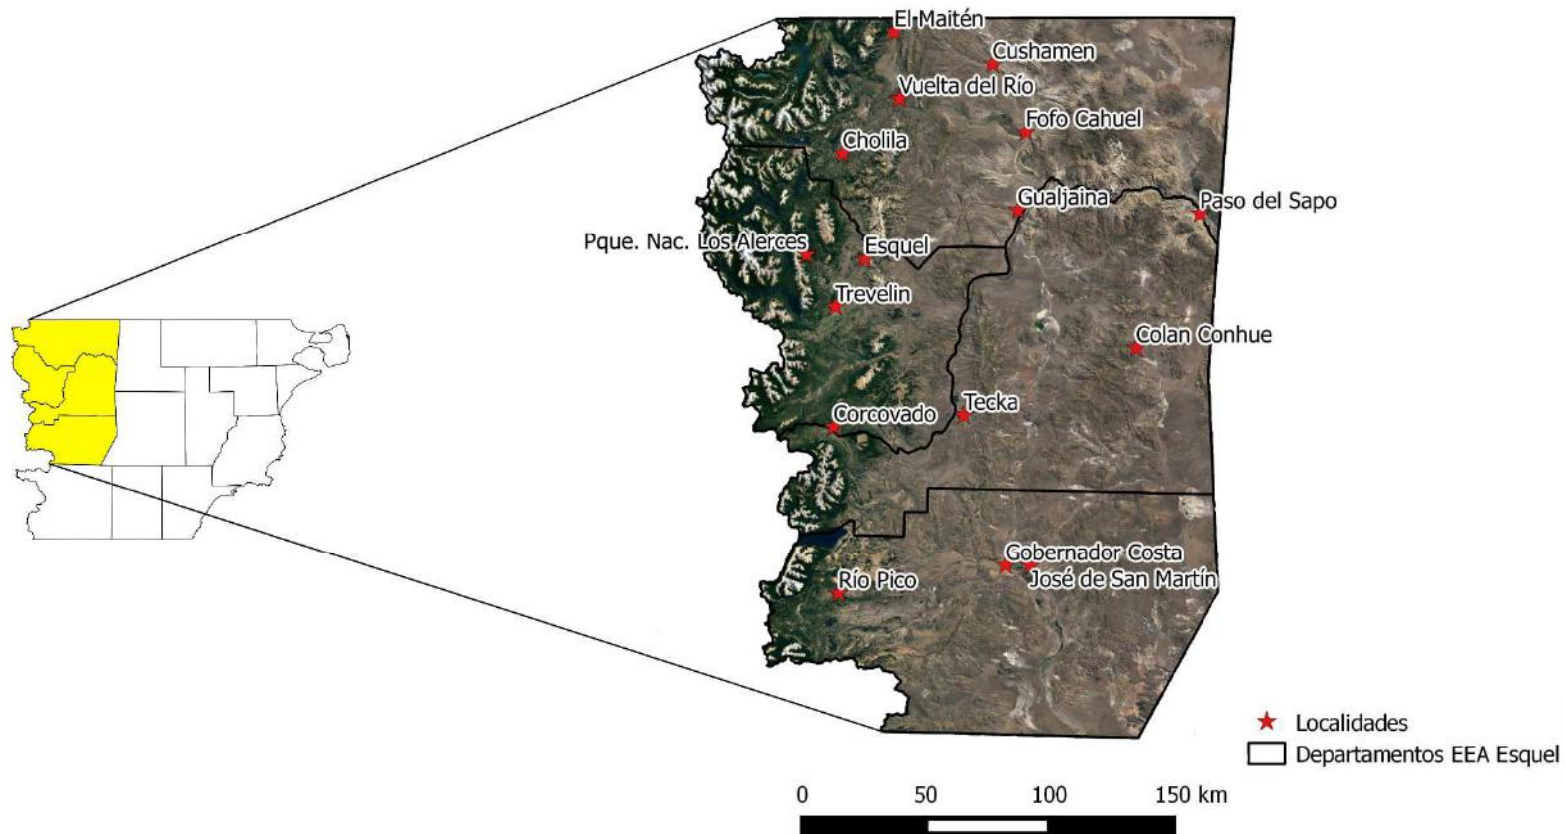 El Maitén
Cushamen
Vuelta del Río
Fofo Cahuel
Cholila
Gualjaina
Paso del Sapo
Pque. Nac. Los Alerces
Esquel
Trevelin
Colan Conhue
Corcovado
Tecka
Gobernador Costa
José de San Martín
Río Pico
Localidades
Departamentos EEA Esquel
0 50 100 150 km